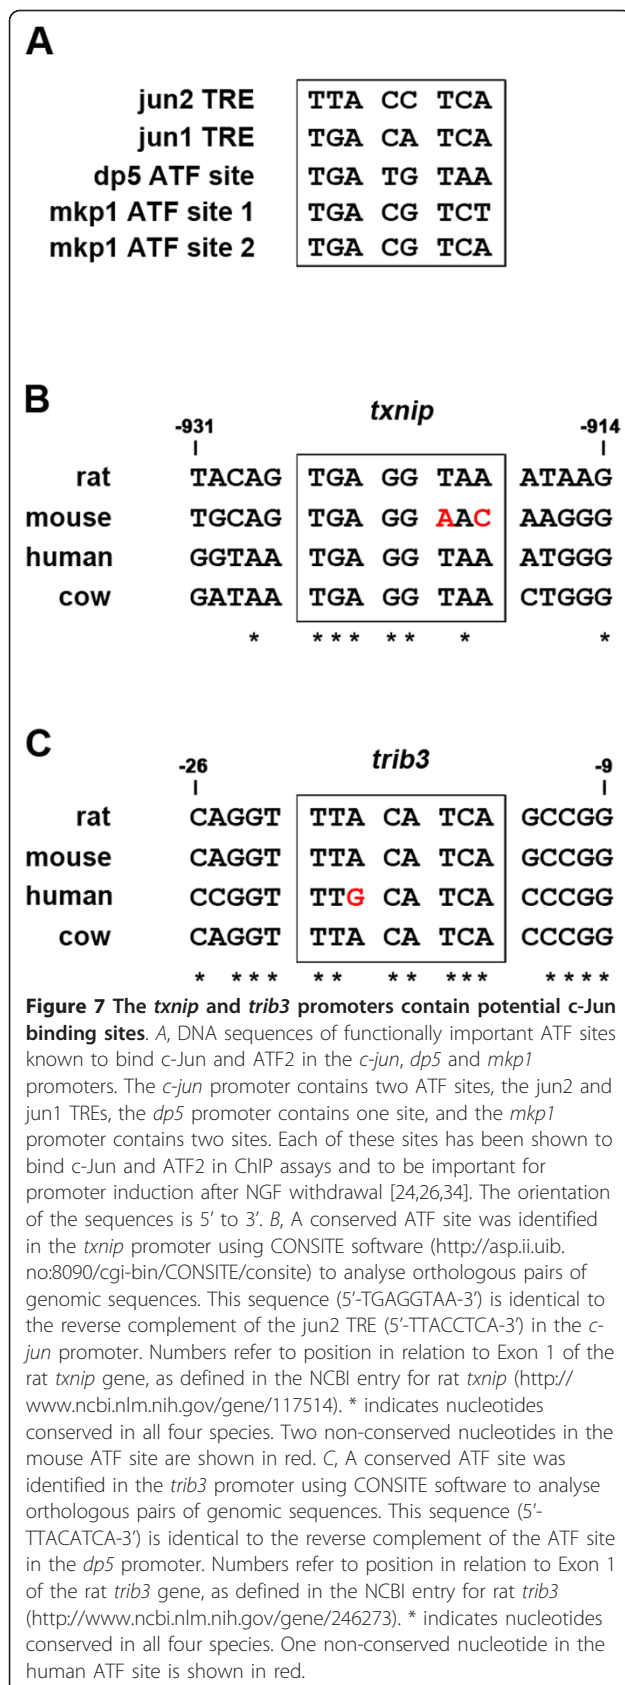 A
jun2 TRE TTA CC TCA
jun1 TRE TGA CA TCA
dp5 ATF site TGA TG TAA
mkp1 ATF site 1 TGA CG TCT
mkp1 ATF site 2 TGA CG TCA
B
txnip
-931 -914
rat TACAG TGA GG TAA ATAAG
mouse TGCAG TGA GG AAC AAGGG
human GGTAA TGA GG TAA ATGGG
cow GATAA TGA GG TAA CTGGG
* * * * * * * *
C
trib3
-26 -9
rat CAGGT TTA CA TCA GCCGG
mouse CAGGT TTA CA TCA GCCGG
human CCGGT TTG CA TCA CCCGG
cow CAGGT TTA CA TCA CCCGG
* * * * * * * * * * * * * * *
Figure 7 The txnip and trib3 promoters contain potential c-Jun
binding sites. A, DNA sequences of functionally important ATF sites
known to bind c-Jun and ATF2 in the c-jun, dp5 and mkp1
promoters. The c-jun promoter contains two ATF sites, the jun2 and
jun1 TREs, the dp5 promoter contains one site, and the mkp1
promoter contains two sites. Each of these sites has been shown to
bind c-Jun and ATF2 in ChIP assays and to be important for
promoter induction after NGF withdrawal [24,26,34]. The orientation
of the sequences is 5’ to 3’. B, A conserved ATF site was identified
in the txnip promoter using CONSITE software (http://asp.ii.uib.
no:8090/cgi-bin/CONSITE/consite) to analyse orthologous pairs of
genomic sequences. This sequence (5’-TGAGGTAA-3’) is identical to
the reverse complement of the jun2 TRE (5’-TTACCTCA-3’) in the c-
jun promoter. Numbers refer to position in relation to Exon 1 of the
rat txnip gene, as defined in the NCBI entry for rat txnip (http://
www.ncbi.nlm.nih.gov/gene/117514). * indicates nucleotides
conserved in all four species. Two non-conserved nucleotides in the
mouse ATF site are shown in red. C, A conserved ATF site was
identified in the trib3 promoter using CONSITE software to analyse
orthologous pairs of genomic sequences. This sequence (5’-
TTACATCA-3’) is identical to the reverse complement of the ATF site
in the dp5 promoter. Numbers refer to position in relation to Exon 1
of the rat trib3 gene, as defined in the NCBI entry for rat trib3
(http://www.ncbi.nlm.nih.gov/gene/246273). * indicates nucleotides
conserved in all four species. One non-conserved nucleotide in the
human ATF site is shown in red.